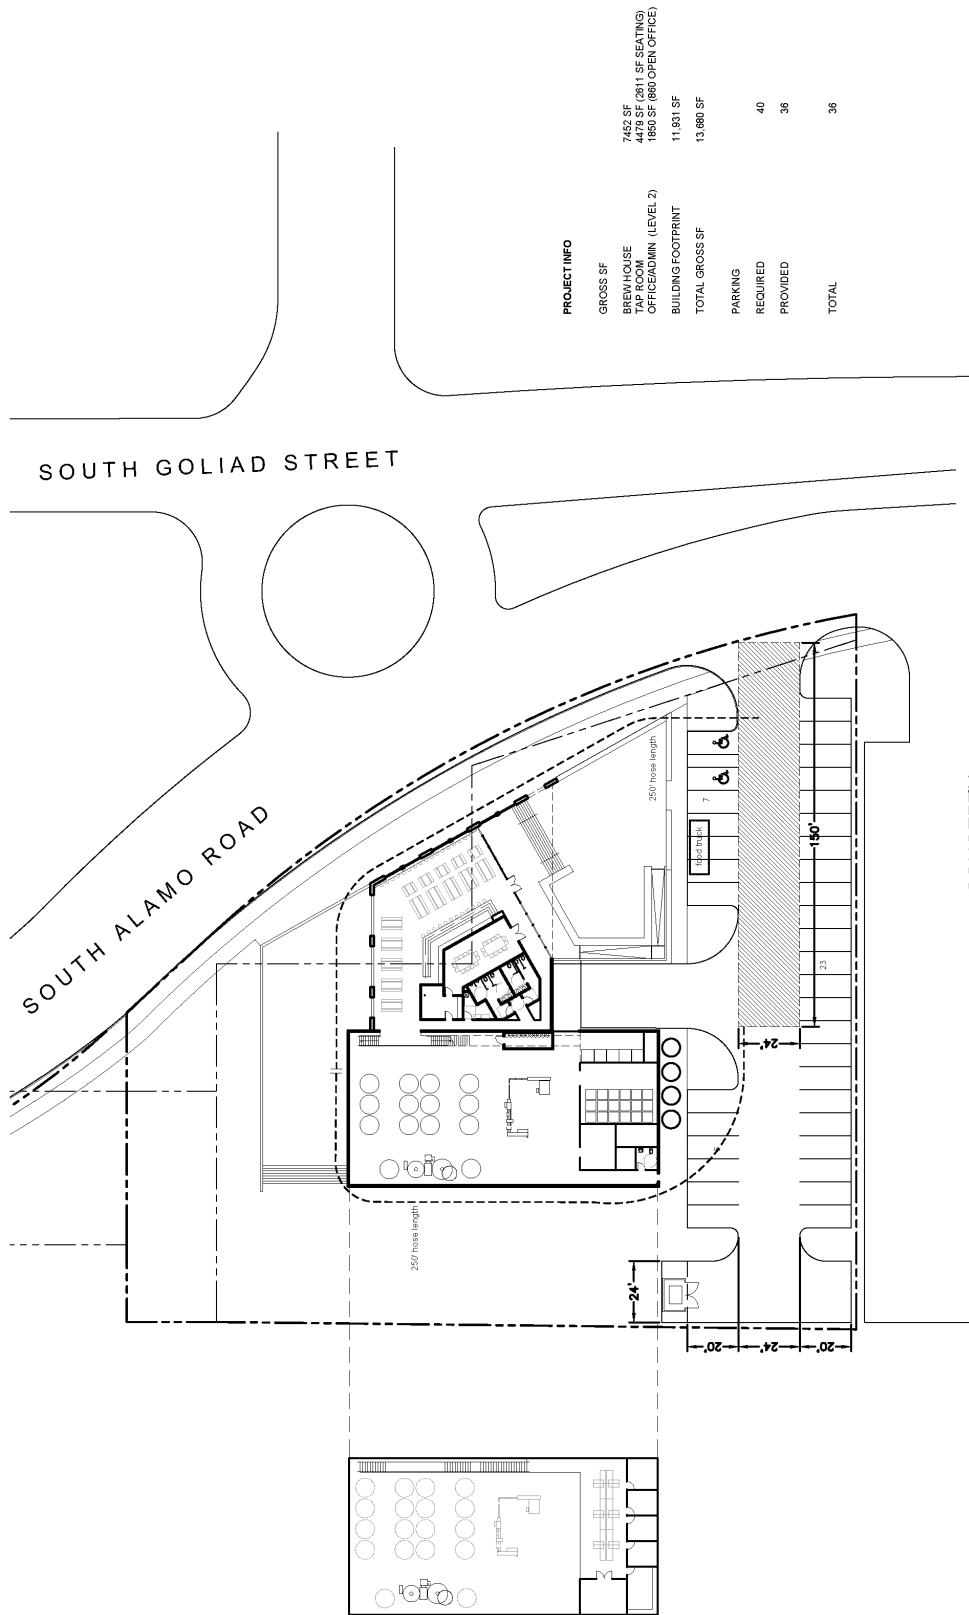 PROJECT INFO
GROSS SF
BREW HOUSE 7452 SF
TAP ROOM 4479 SF (2611 SF SEATING)
OFFICE/ADMIN (LEVEL 2) 1850 SF (860 OPEN OFFICE)
BUILDING FOOTPRINT 11,931 SF
TOTAL GROSS SF 13,680 SF
PARKING
REQUIRED 40
PROVIDED 36
TOTAL 36
SOUTH GOLIAD STREET
SOUTH ALAMO ROAD
250' hose length
7
food truck
150'
23
24'
250' hose length
24'
20'
24'
20'